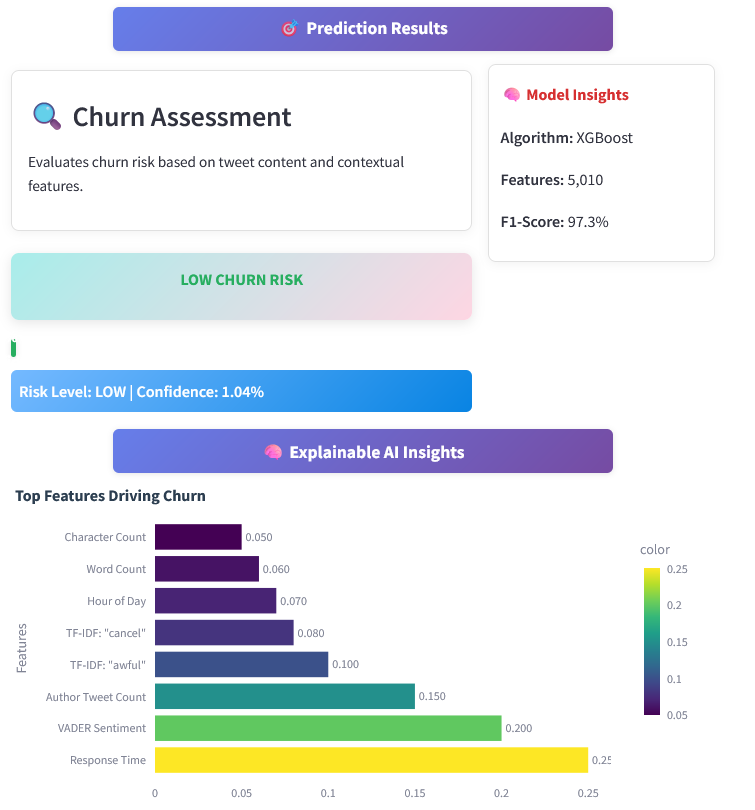 🎯 Prediction Results
🔍 Churn Assessment
Evaluates churn risk based on tweet content and contextual
features.
🧠 Model Insights
Algorithm: XGBoost
Features: 5,010
F1-Score: 97.3%
LOW CHURN RISK
Risk Level: LOW | Confidence: 1.04%
🧠 Explainable AI Insights
Top Features Driving Churn
Features
Character Count 0.050
Word Count 0.060
Hour of Day 0.070
TF-IDF: "cancel" 0.080
TF-IDF: "awful" 0.100
Author Tweet Count 0.150
VADER Sentiment 0.200
Response Time 0.25
0 0.05 0.1 0.15 0.2 0.25
color
0.25
0.2
0.15
0.1
0.05